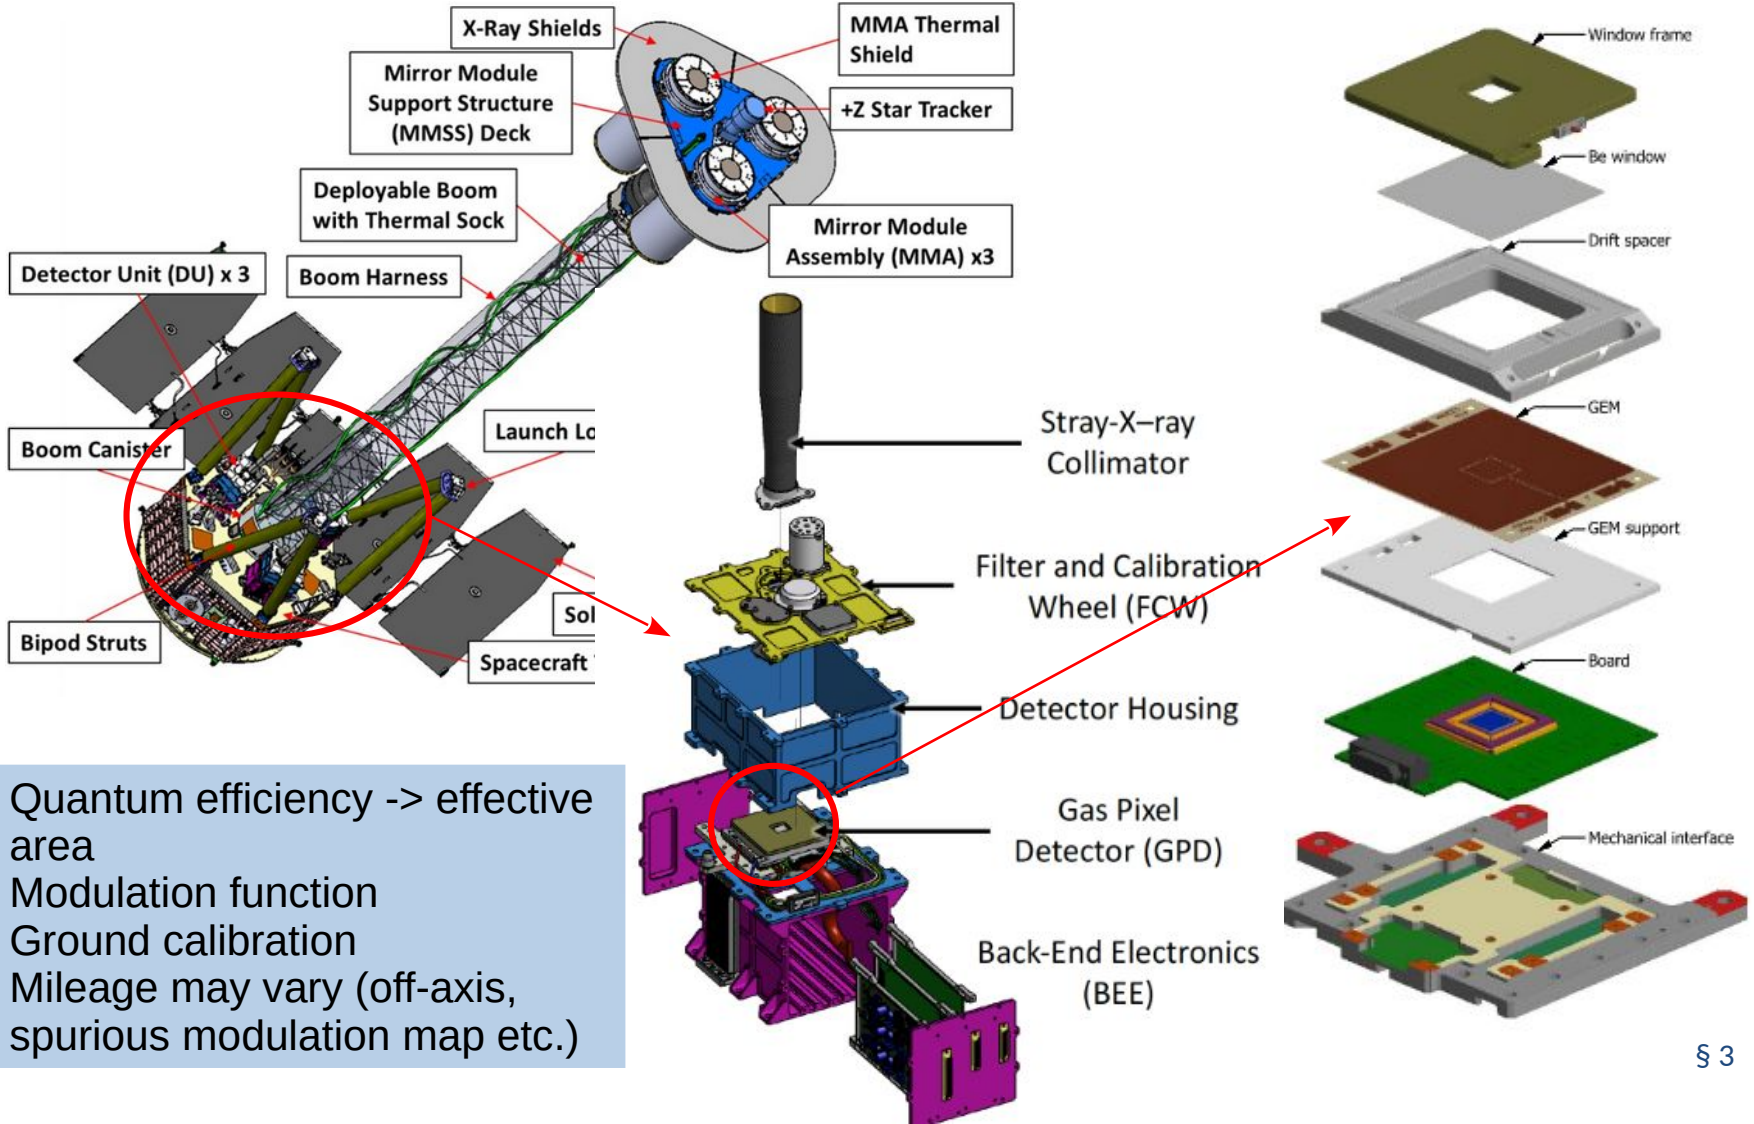 X-Ray Shields
MMA Thermal
Shield
Mirror Module
Support Structure
(MMSS) Deck
+Z Star Tracker
Deployable Boom
with Thermal Sock
Mirror Module
Assembly (MMA) x3
Detector Unit (DU) x 3
Boom Harness
Boom Canister
Launch Lo
Bipod Struts
Sol
Spacecraft
Stray-X–ray
Collimator
Filter and Calibration
Wheel (FCW)
Detector Housing
Gas Pixel
Detector (GPD)
Back-End Electronics
(BEE)
Window frame
Be window
Drift spacer
GEM
GEM support
Board
Mechanical interface
Quantum efficiency -> effective
area
Modulation function
Ground calibration
Mileage may vary (off-axis,
spurious modulation map etc.)
§ 3